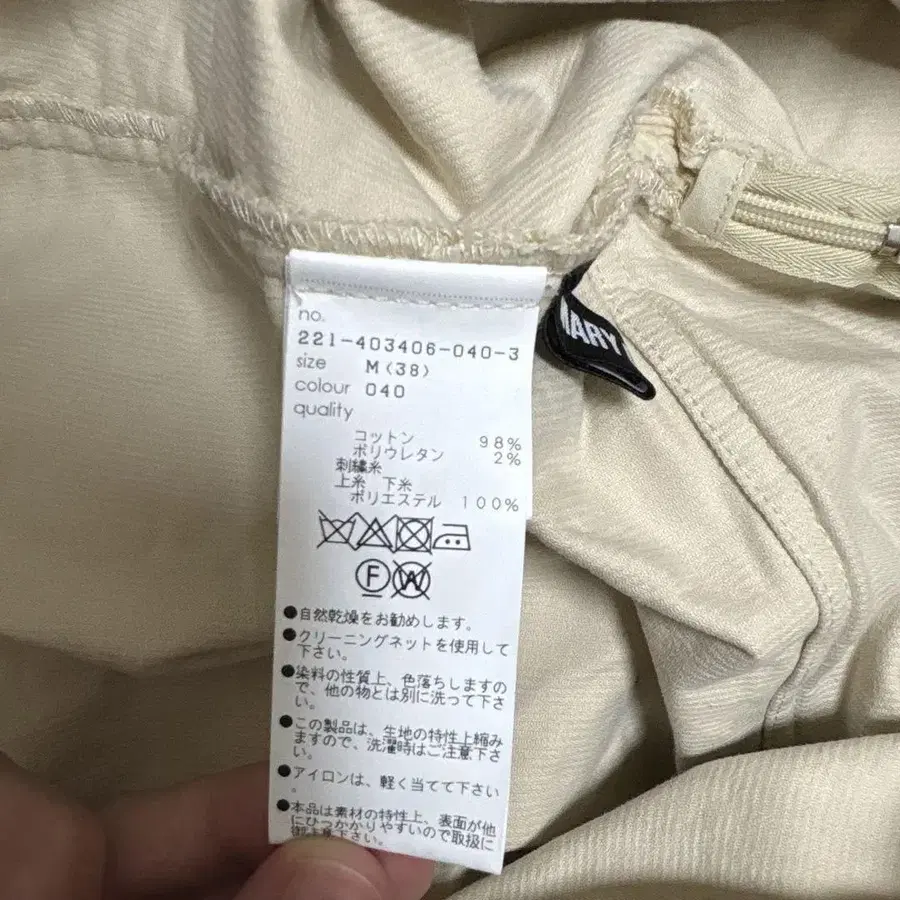 no.
221-403406-040-3
size M(38)
colour 040
quality
コットン 98%
ポリウレタン 2%
刺繍糸
上糸 下糸
ポリエステル 100%
F W
●自然乾燥をお勧めします。
●クリーニングネットを使用して
下さい。
●染料の性質上、色落ちしますの
で、他の物とは別に洗って下さ
い。
●この製品は、生地の特性上縮み
ますので、洗濯時はご注意下さ
い。
●アイロンは、軽く当てて下さい
。
●本品は素材の特性上、表面が他
にひっかかりやすいので取扱に
御注意下さい。
MARY